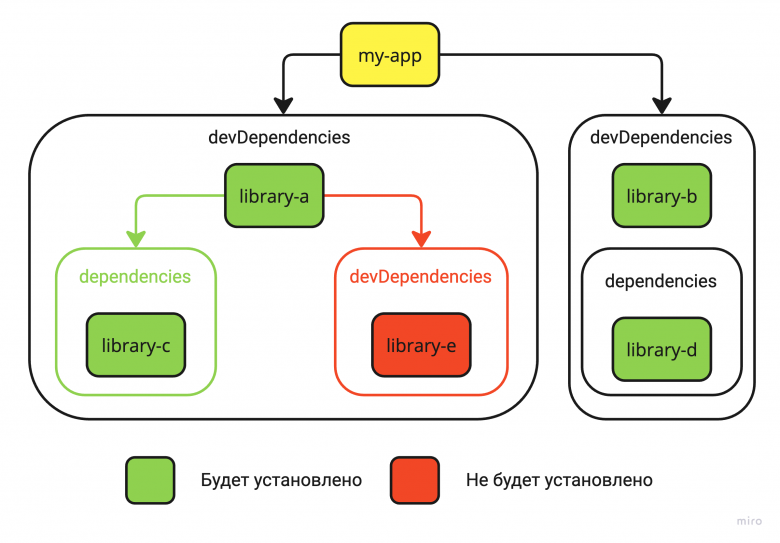 my-app
devDependencies
library-a
dependencies
library-c
devDependencies
library-e
devDependencies
library-b
dependencies
library-d
Будет установлено
Не будет установлено
miro